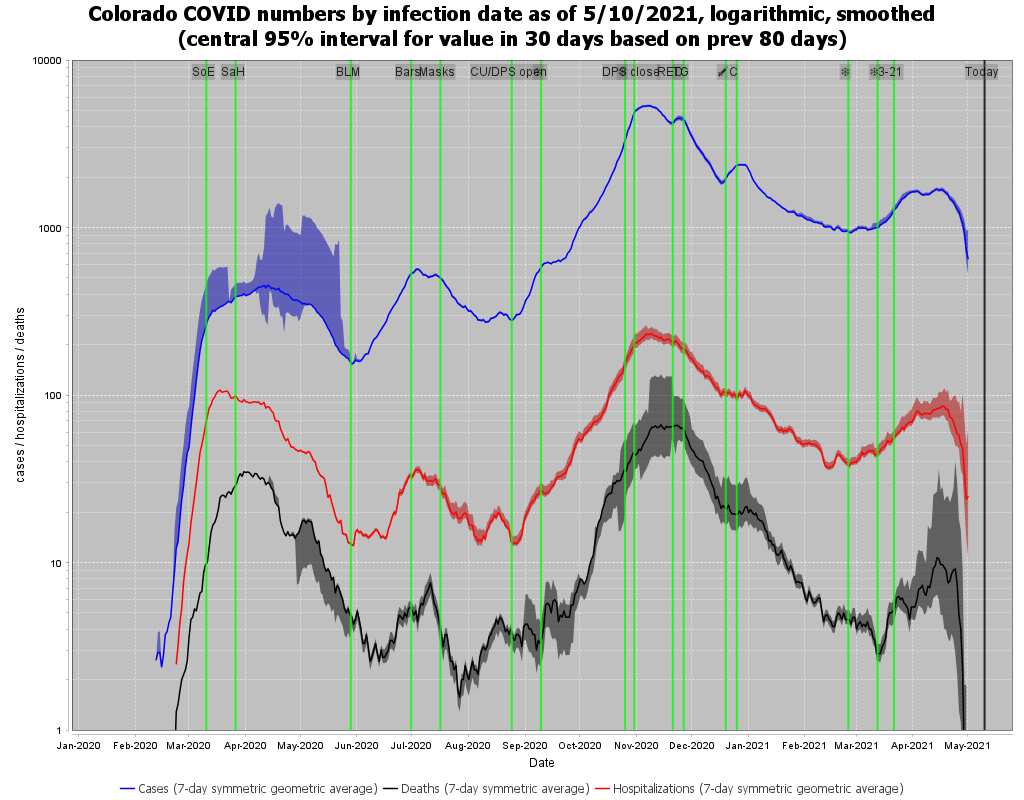 Colorado COVID numbers by infection date as of 5/10/2021, logarithmic, smoothed
(central 95% interval for value in 30 days based on prev 80 days)
SoE SaH BLM Bars Masks CU/DPS open DPS close RED C 3-21 Today
10000
1000
100
10
1
cases / hospitalizations / deaths
Jan-2020 Feb-2020 Mar-2020 Apr-2020 May-2020 Jun-2020 Jul-2020 Aug-2020 Sep-2020 Oct-2020 Nov-2020 Dec-2020 Jan-2021 Feb-2021 Mar-2021 Apr-2021 May-2021
Date
Cases (7-day symmetric geometric average) Deaths (7-day symmetric geometric average) Hospitalizations (7-day symmetric geometric average)